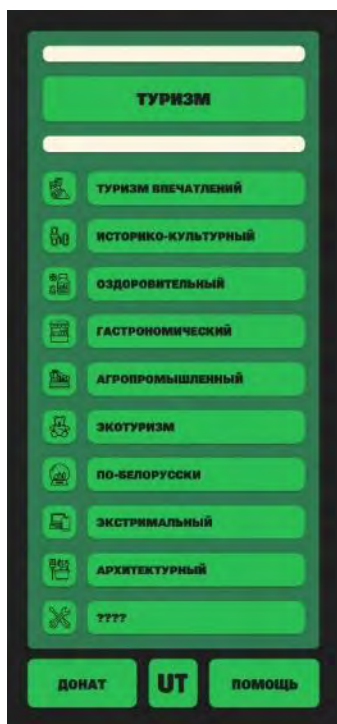 ТУРИЗМ
ТУРИЗМ ВПЕЧАТЛЕНИЙ
ИСТОРИКО-КУЛЬТУРНЫЙ
ОЗДОРОВИТЕЛЬНЫЙ
ГАСТРОНОМИЧЕСКИЙ
АГРОПРОМЫШЛЕННЫЙ
ЭКОТУРИЗМ
ПО-БЕЛОРУССКИ
ЭКСТРИМАЛЬНЫЙ
АРХИТЕКТУРНЫЙ
????
ДОНАТ UT ПОМОЩЬ